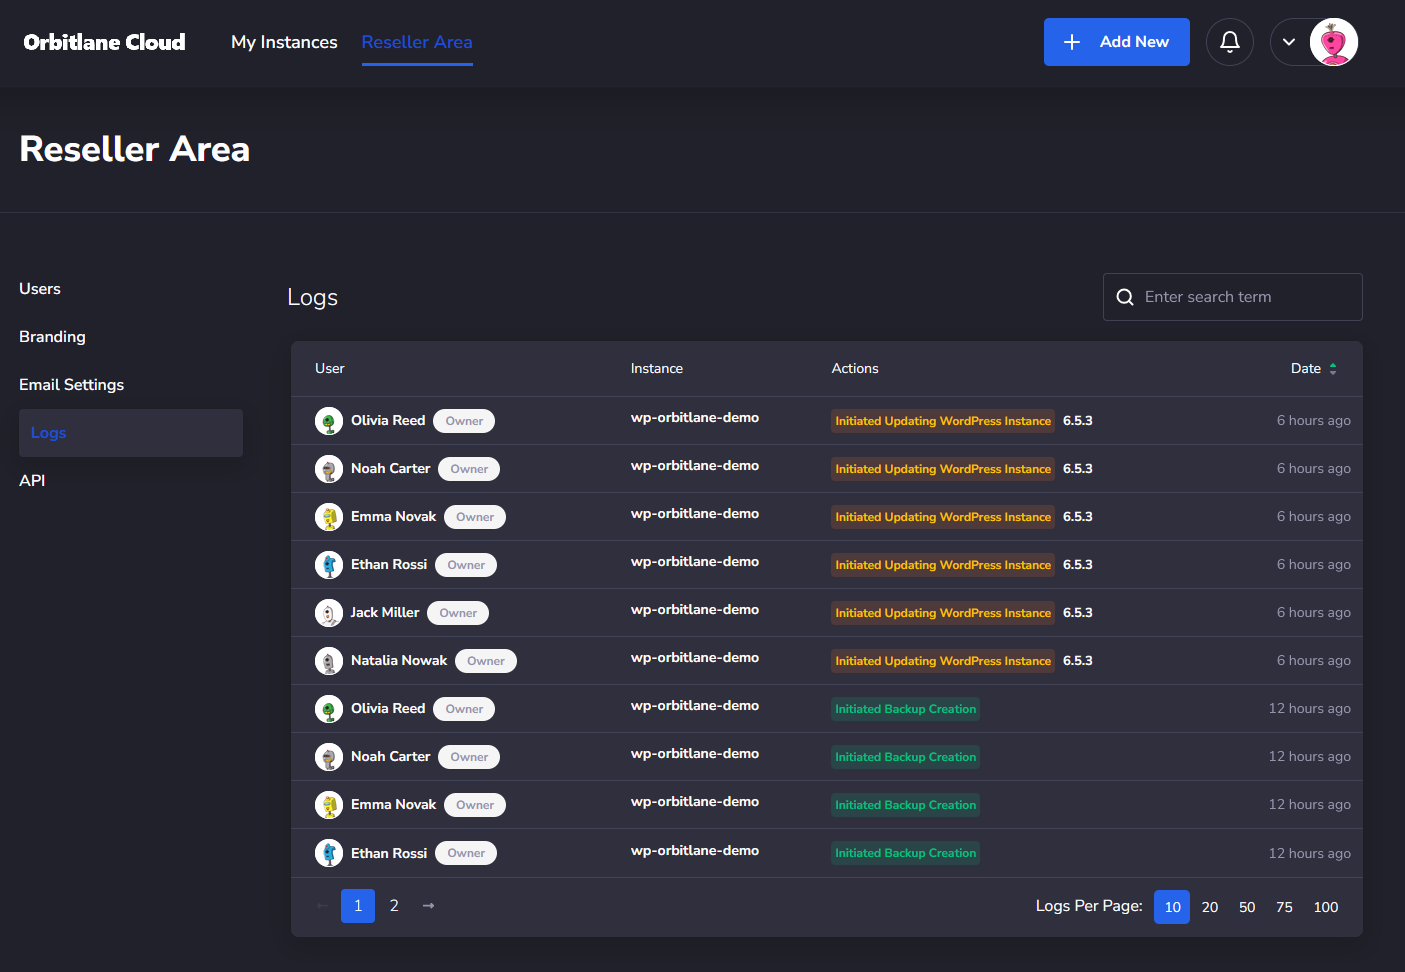 Orbitlane Cloud My Instances Reseller Area Add New
Reseller Area
Users
Branding
Email Settings
Logs
API
Logs Enter search term
User Instance Actions Date
Olivia Reed Owner wp-orbitlane-demo Initiated Updating WordPress Instance 6.5.3 6 hours ago
Noah Carter Owner wp-orbitlane-demo Initiated Updating WordPress Instance 6.5.3 6 hours ago
Emma Novak Owner wp-orbitlane-demo Initiated Updating WordPress Instance 6.5.3 6 hours ago
Ethan Rossi Owner wp-orbitlane-demo Initiated Updating WordPress Instance 6.5.3 6 hours ago
Jack Miller Owner wp-orbitlane-demo Initiated Updating WordPress Instance 6.5.3 6 hours ago
Natalia Nowak Owner wp-orbitlane-demo Initiated Updating WordPress Instance 6.5.3 6 hours ago
Olivia Reed Owner wp-orbitlane-demo Initiated Backup Creation 12 hours ago
Noah Carter Owner wp-orbitlane-demo Initiated Backup Creation 12 hours ago
Emma Novak Owner wp-orbitlane-demo Initiated Backup Creation 12 hours ago
Ethan Rossi Owner wp-orbitlane-demo Initiated Backup Creation 12 hours ago
← 1 2 → Logs Per Page: 10 20 50 75 100